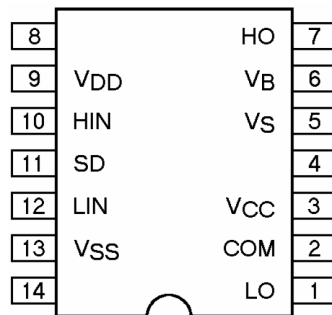 8 HO 7
9 VDD VB 6
10 HIN VS 5
11 SD 4
12 LIN VCC 3
13 VSS COM 2
14 LO 1